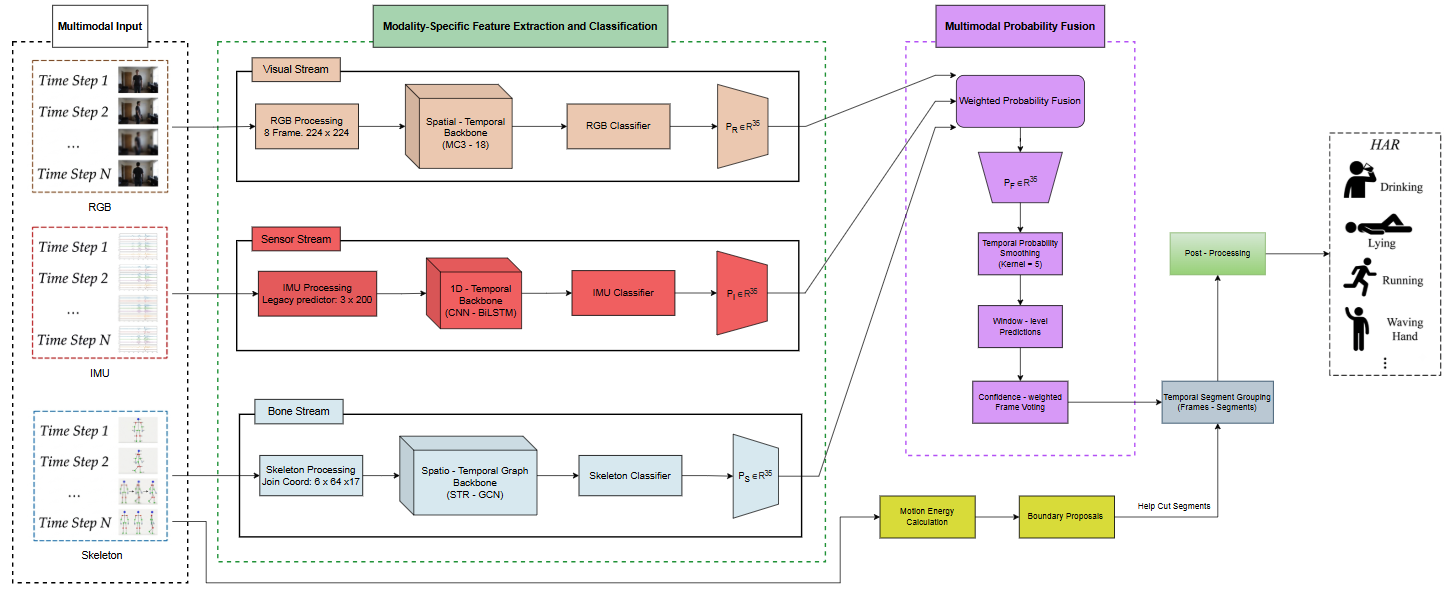 Multimodal Input
Time Step 1
Time Step 2
...
Time Step N
RGB
Time Step 1
Time Step 2
...
Time Step N
IMU
Time Step 1
Time Step 2
...
Time Step N
Skeleton
Modality-Specific Feature Extraction and Classification
Visual Stream
RGB Processing
8 Frame. 224 x 224
Spatial - Temporal
Backbone
(MC3 - 18)
RGB Classifier
P_R ∈ R^35
Sensor Stream
IMU Processing
Legacy predictor: 3 x 200
1D - Temporal
Backbone
(CNN - BiLSTM)
IMU Classifier
P_I ∈ R^35
Bone Stream
Skeleton Processing
Join Coord: 6 x 64 x17
Spatio - Temporal Graph
Backbone
(STR - GCN)
Skeleton Classifier
P_S ∈ R^35
Multimodal Probability Fusion
Weighted Probability Fusion
P_F ∈ R^35
Temporal Probability
Smoothing
(Kernel = 5)
Window - level
Predictions
Confidence - weighted
Frame Voting
Motion Energy
Calculation
Boundary Proposals
Help Cut Segments
Temporal Segment Grouping
(Frames - Segments)
Post - Processing
HAR
Drinking
Lying
Running
Waving
Hand
⋮